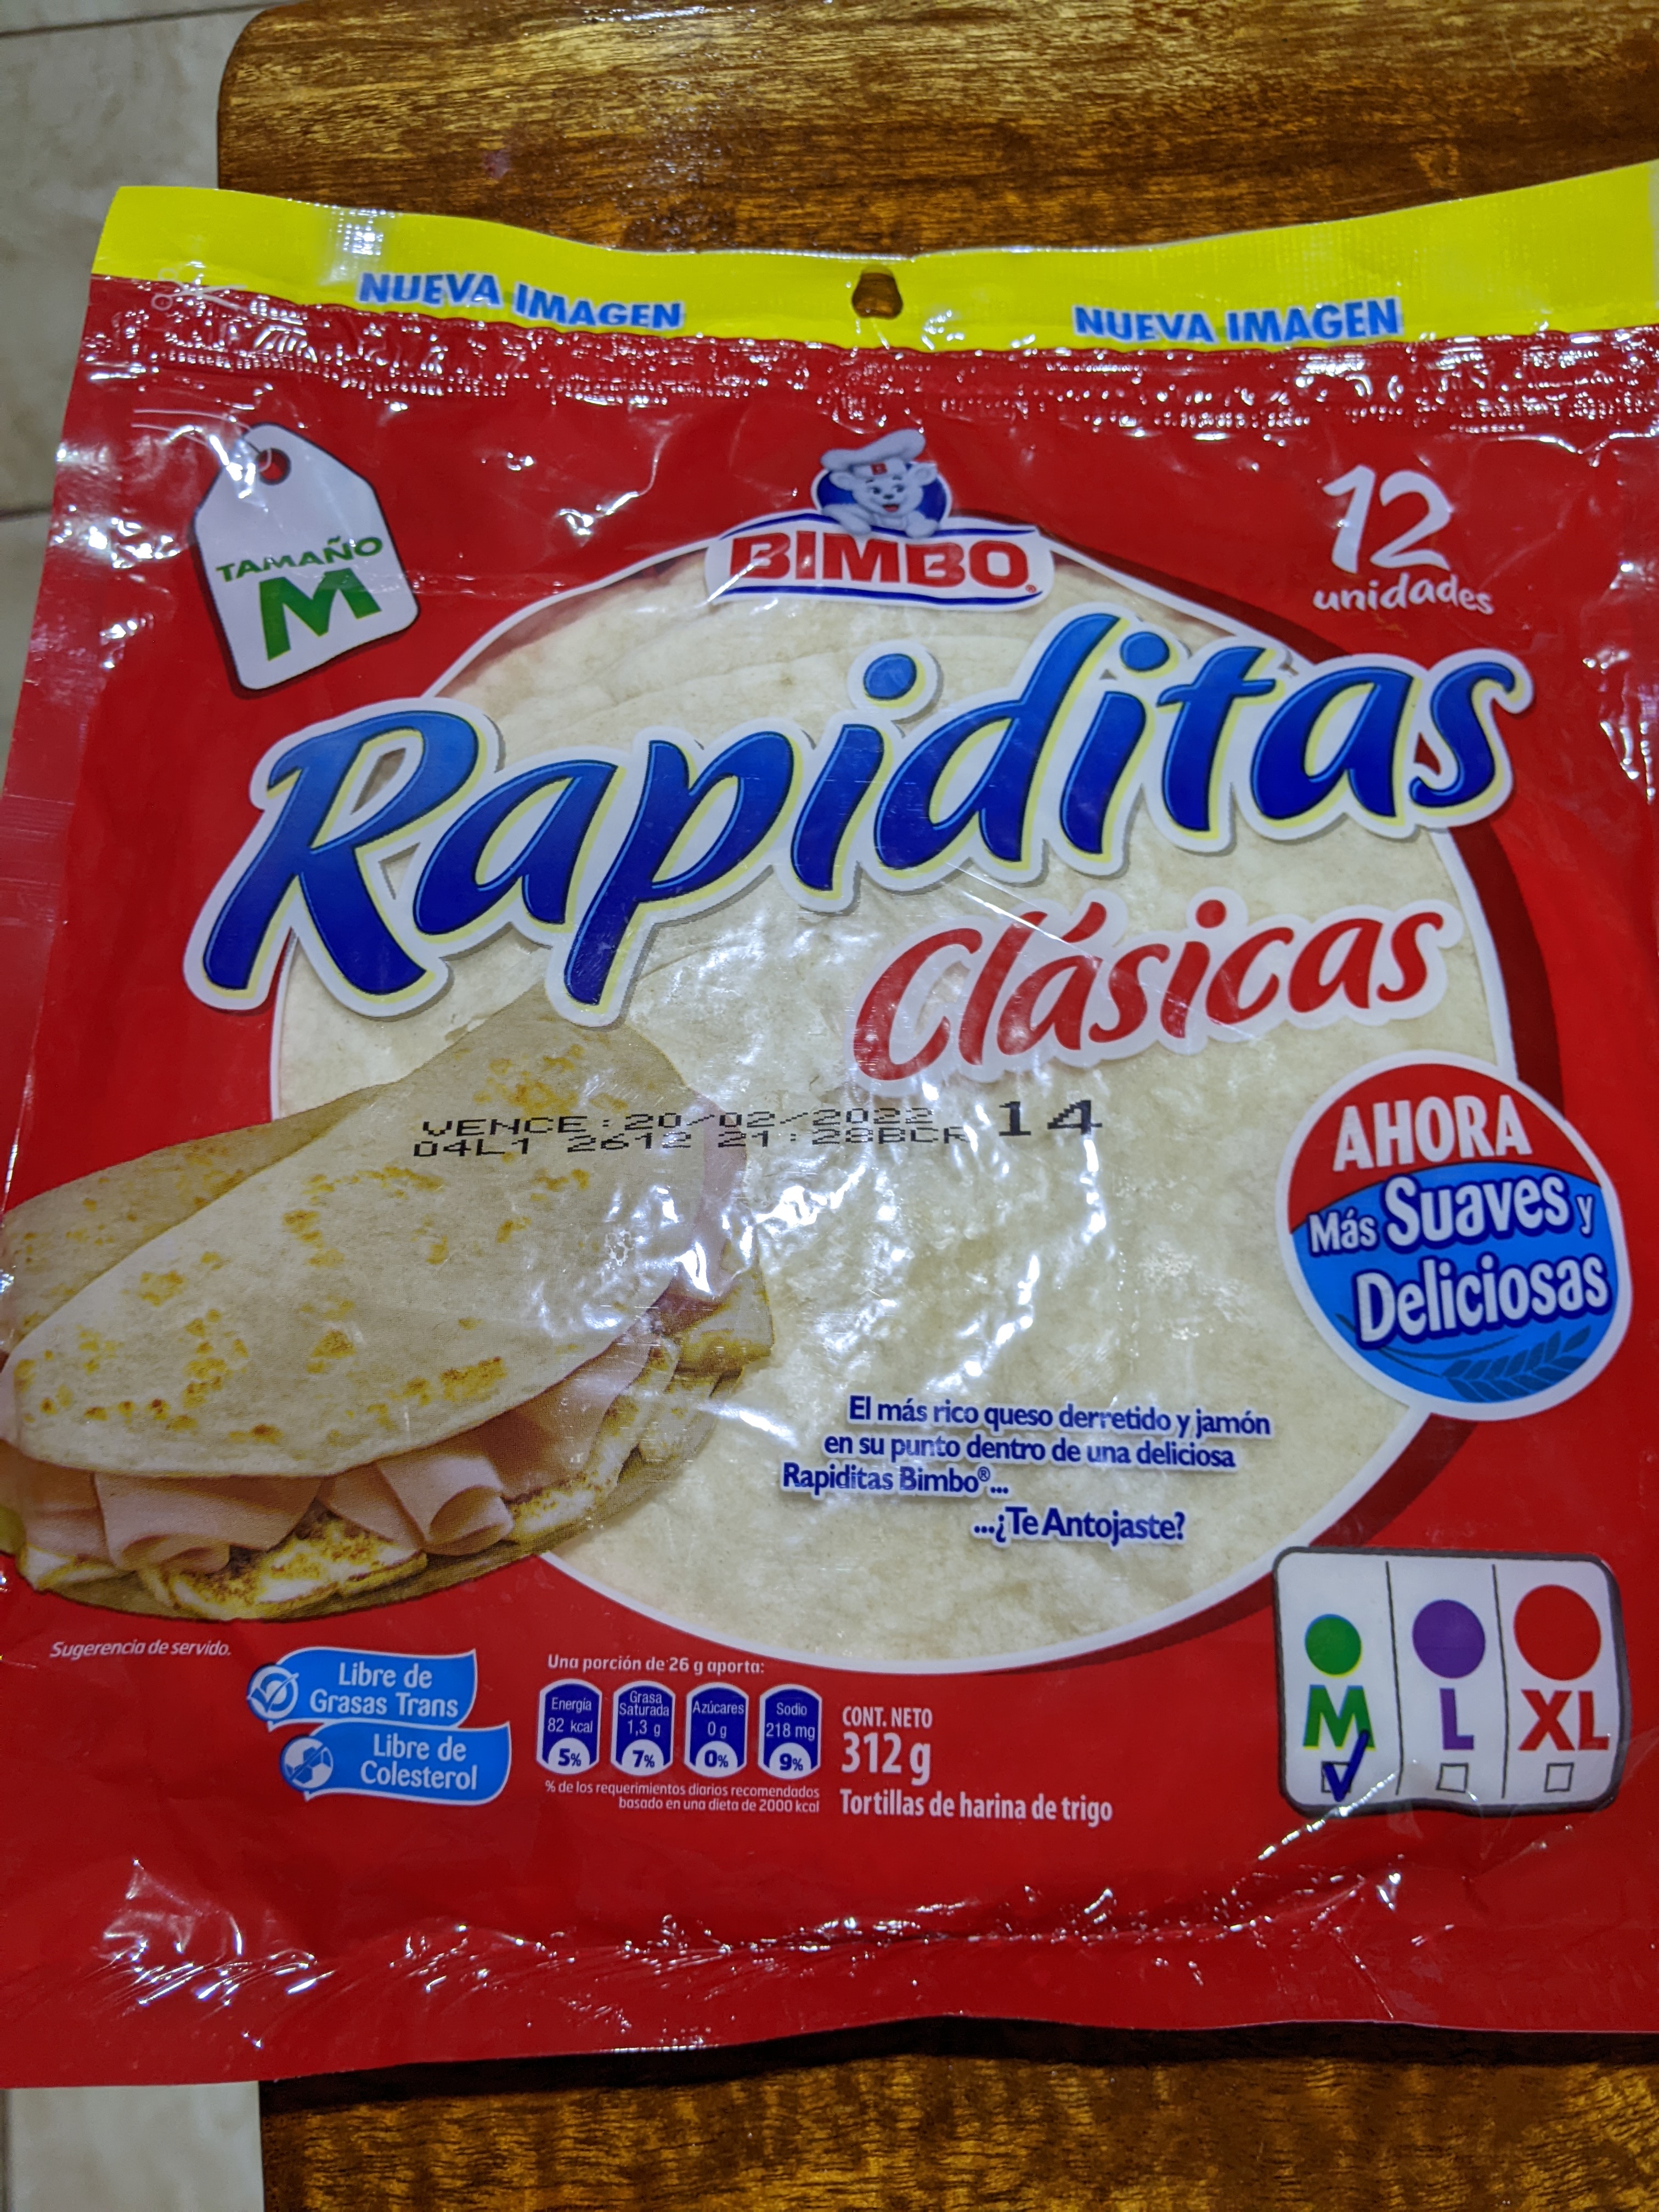 NUEVA IMAGEN
NUEVA IMAGEN
TAMAÑO
M
BIMBO®
12
unidades
Rapiditas
Clásicas
VENCE:20/02/2022 14
04L1 2612 21:28BCR
AHORA
Más Suaves y
Deliciosas
El más rico queso derretido y jamón
en su punto dentro de una deliciosa
Rapiditas Bimbo®...
...¿Te Antojaste?
Sugerencia de servido.
Libre de
Grasas Trans
Libre de
Colesterol
Una porción de 26 g aporta:
Energía
82 kcal
5%
Grasa
Saturada
1,3 g
7%
Azúcares
0 g
0%
Sodio
218 mg
9%
% de los requerimientos diarios recomendados
basado en una dieta de 2000 kcal
CONT. NETO
312 g
Tortillas de harina de trigo
M L XL